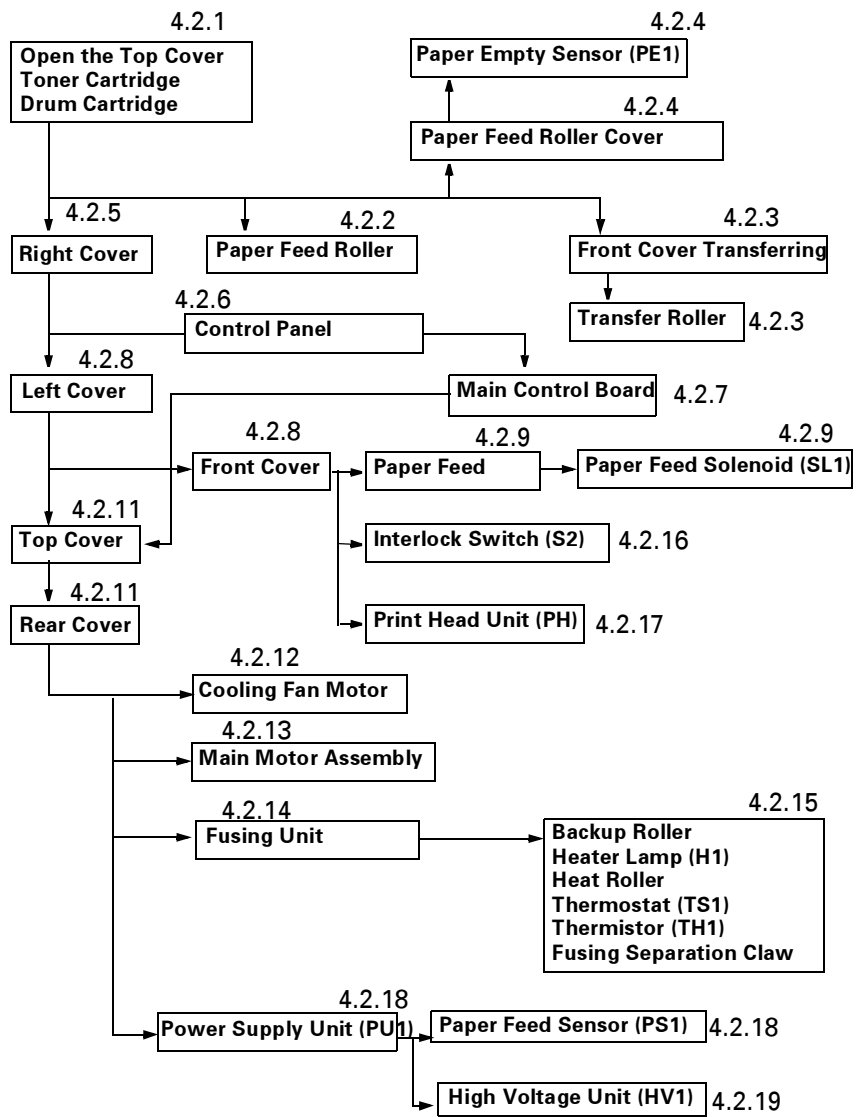 4.2.1
Open the Top Cover
Toner Cartridge
Drum Cartridge
4.2.4
Paper Empty Sensor (PE1)
4.2.4
Paper Feed Roller Cover
4.2.5
Right Cover
4.2.2
Paper Feed Roller
4.2.3
Front Cover Transferring
Transfer Roller
4.2.3
4.2.6
Control Panel
4.2.8
Left Cover
Main Control Board
4.2.7
4.2.8
Front Cover
4.2.9
Paper Feed
4.2.9
Paper Feed Solenoid (SL1)
4.2.11
Top Cover
Interlock Switch (S2)
4.2.16
4.2.11
Rear Cover
Print Head Unit (PH)
4.2.17
4.2.12
Cooling Fan Motor
4.2.13
Main Motor Assembly
4.2.14
Fusing Unit
4.2.15
Backup Roller
Heater Lamp (H1)
Heat Roller
Thermostat (TS1)
Thermistor (TH1)
Fusing Separation Claw
4.2.18
Power Supply Unit (PU1)
Paper Feed Sensor (PS1)
4.2.18
High Voltage Unit (HV1)
4.2.19